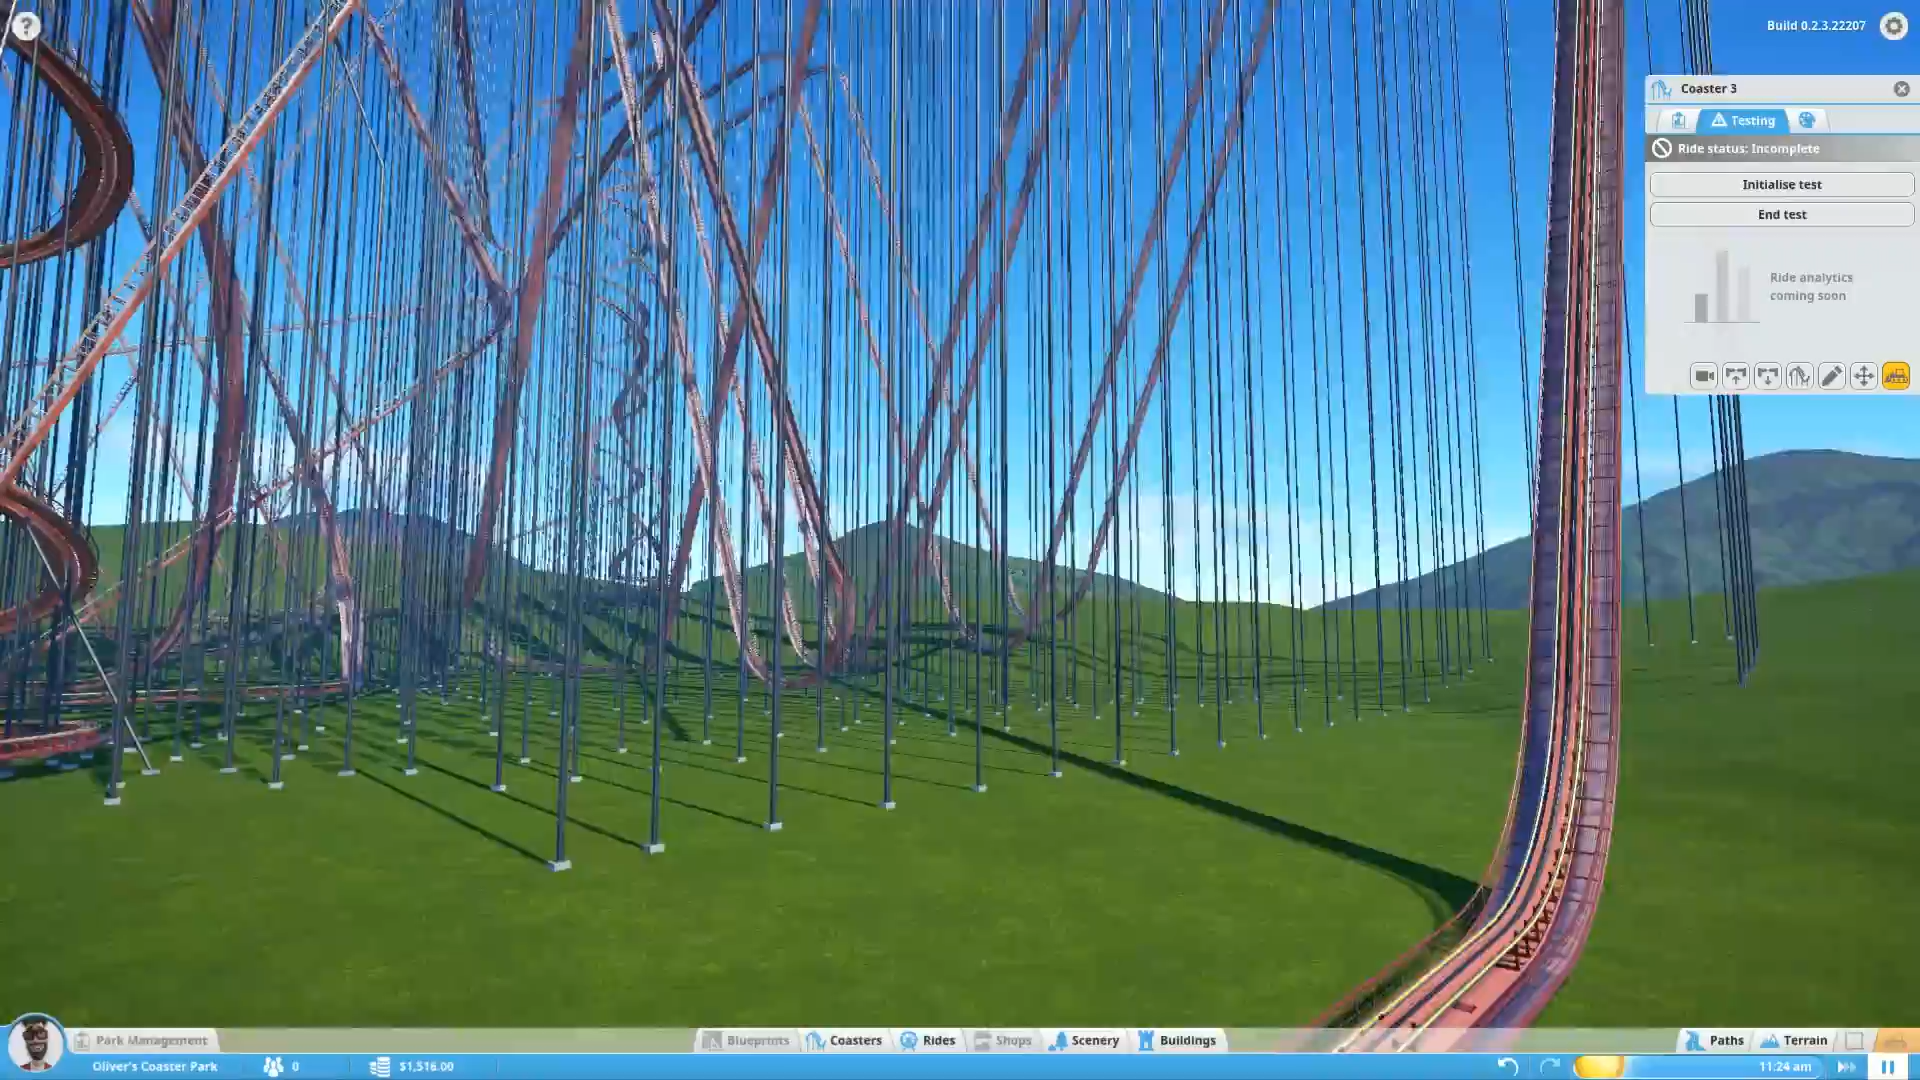 ?
Build 0.2.3.22207
Coaster 3
Testing
Ride status: Incomplete
Initialise test
End test
Ride analytics
coming soon
Park Management
Blueprints
Coasters
Rides
Shops
Scenery
Buildings
Paths
Terrain
Oliver's Coaster Park
0
$1,516.00
11:24 am